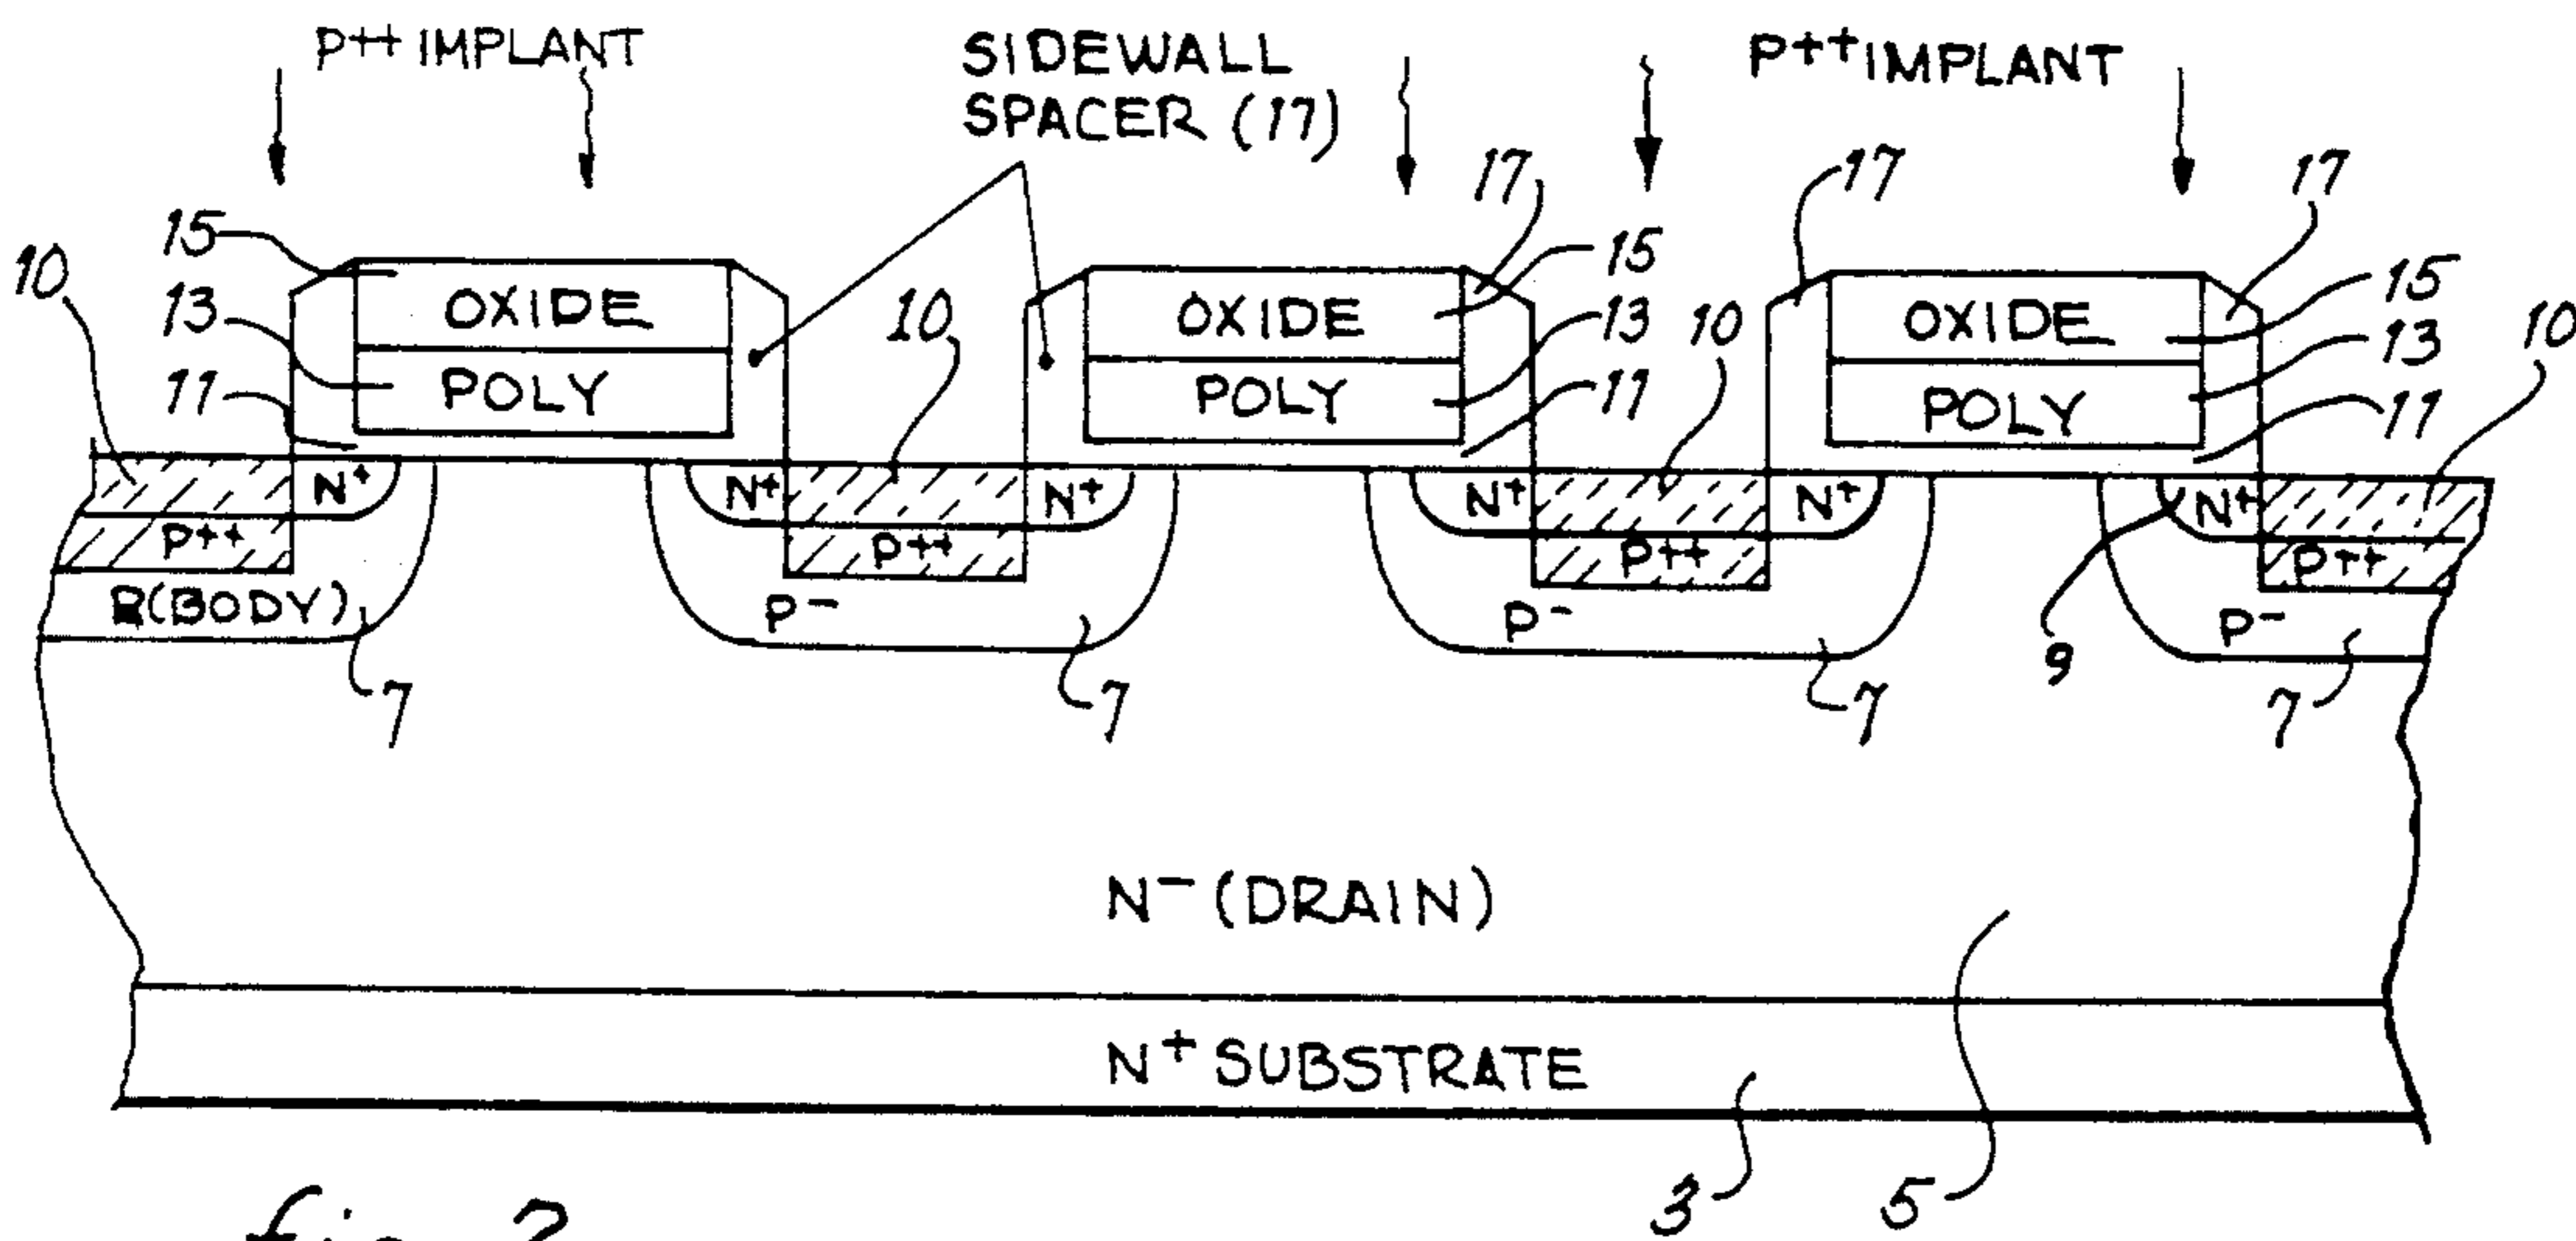 P++ IMPLANT
SIDEWALL
SPACER (17)
P++ IMPLANT
17
17
17
15
15
15
10
13
10
13
10
13
10
OXIDE
OXIDE
OXIDE
11
POLY
POLY
11
POLY
11
N+
N+
N+
N+
N+
N+
P++
P++
P++
P++
P(BODY)
P-
P-
P-
9
7
7
7
7
N- (DRAIN)
N+ SUBSTRATE
3
5